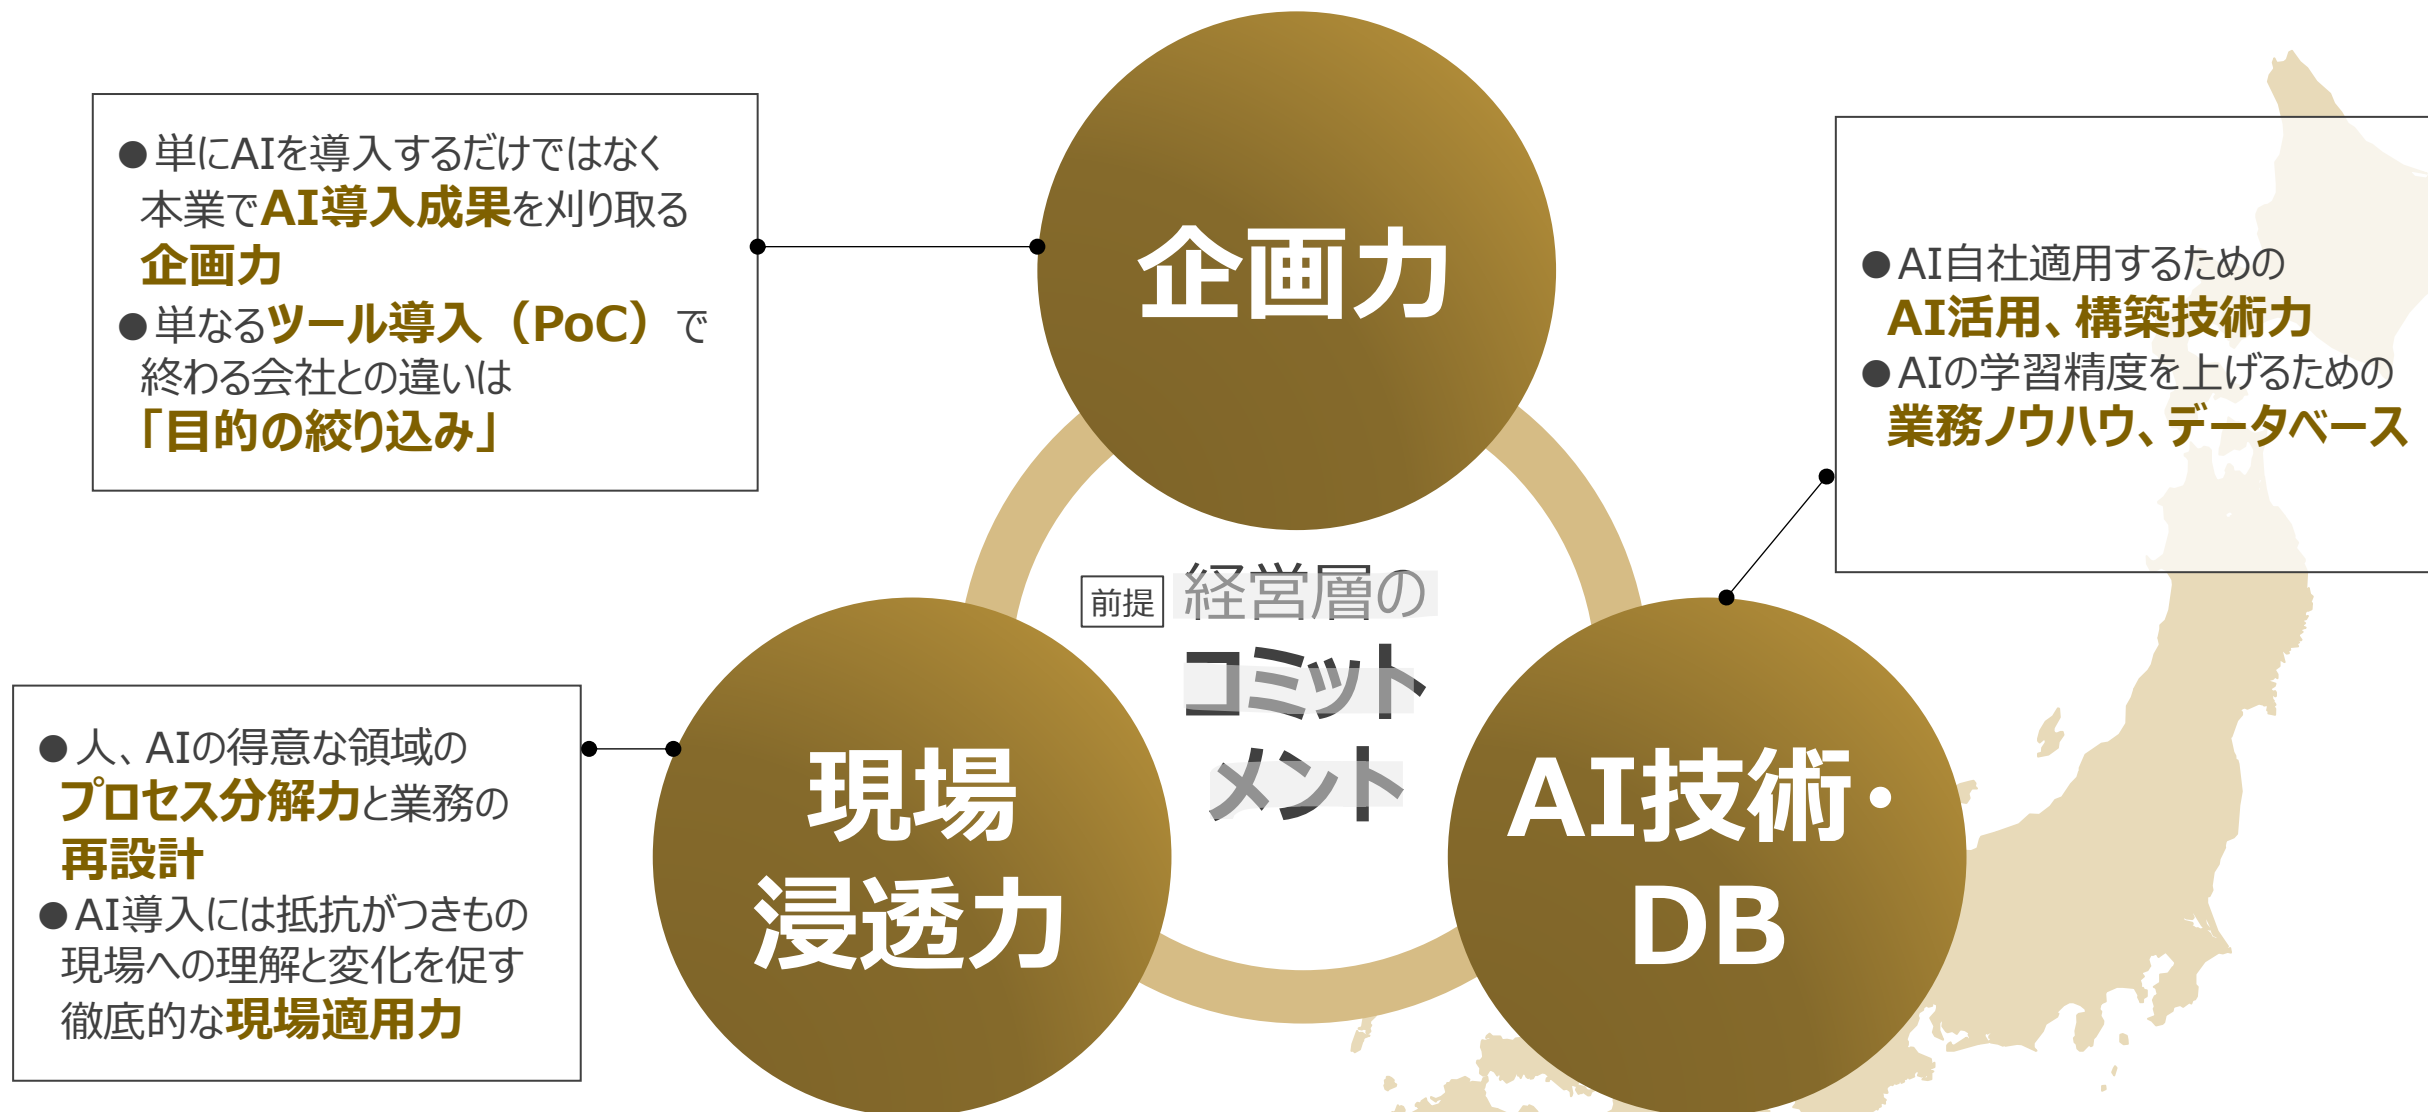 企画力
●単にAIを導入するだけではなく
本業でAI導入成果を刈り取る
企画力
●単なるツール導入（PoC）で
終わる会社との違いは
「目的の絞り込み」
●AI自社適用するための
AI活用、構築技術力
●AIの学習精度を上げるための
業務ノウハウ、データベース
前提
経営層の
コミット
メント
●人、AIの得意な領域の
プロセス分解力と業務の
再設計
●AI導入には抵抗がつきもの
現場への理解と変化を促す
徹底的な現場適用力
現場
浸透力
AI技術・
DB